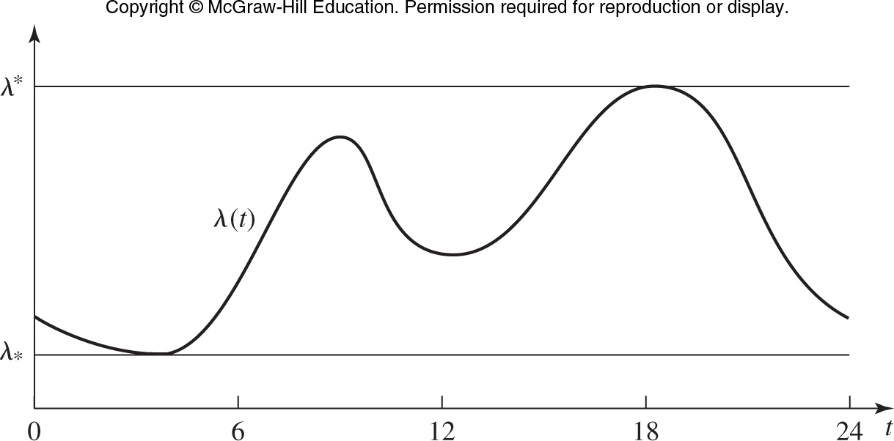 Copyright © McGraw-Hill Education. Permission required for reproduction or display.
λ*
λ(t)
λ*
0 6 12 18 24 t